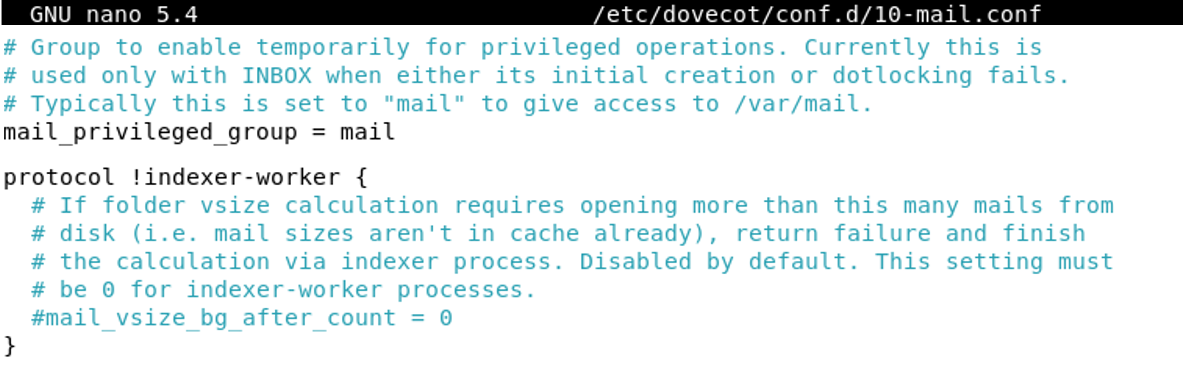 GNU nano 5.4 /etc/dovecot/conf.d/10-mail.conf
# Group to enable temporarily for privileged operations. Currently this is
# used only with INBOX when either its initial creation or dotlocking fails.
# Typically this is set to "mail" to give access to /var/mail.
mail_privileged_group = mail
protocol !indexer-worker {
# If folder vsize calculation requires opening more than this many mails from
# disk (i.e. mail sizes aren't in cache already), return failure and finish
# the calculation via indexer process. Disabled by default. This setting must
# be 0 for indexer-worker processes.
#mail_vsize_bg_after_count = 0
}